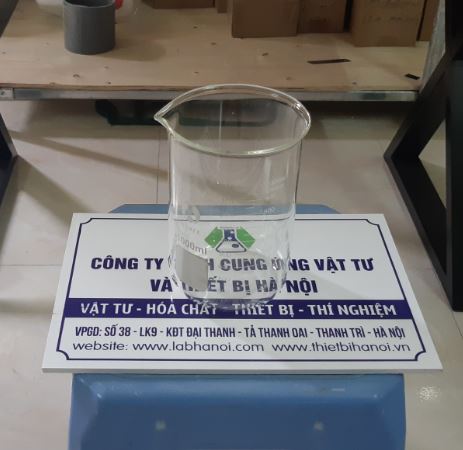 1000ml
CÔNG TY CUNG ỨNG VẬT TƯ
VÀ THIẾT BỊ HÀ NỘI
VẬT TƯ - HÓA CHẤT - THIẾT BỊ - THÍ NGHIỆM
VPGD: SỐ 38 - LK9 - KĐT ĐẠI THANH - TẢ THANH OAI - THANH TRÌ - HÀ NỘI
website: www.labhanoi.com www.thietbihanoi.vn